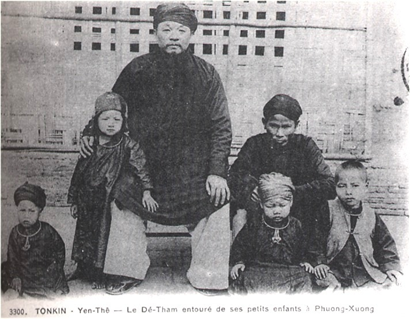 3300. TONKIN - Yen-Thê — Le Dê-Tham entouré de ses petits enfants à Phuong-Xuong